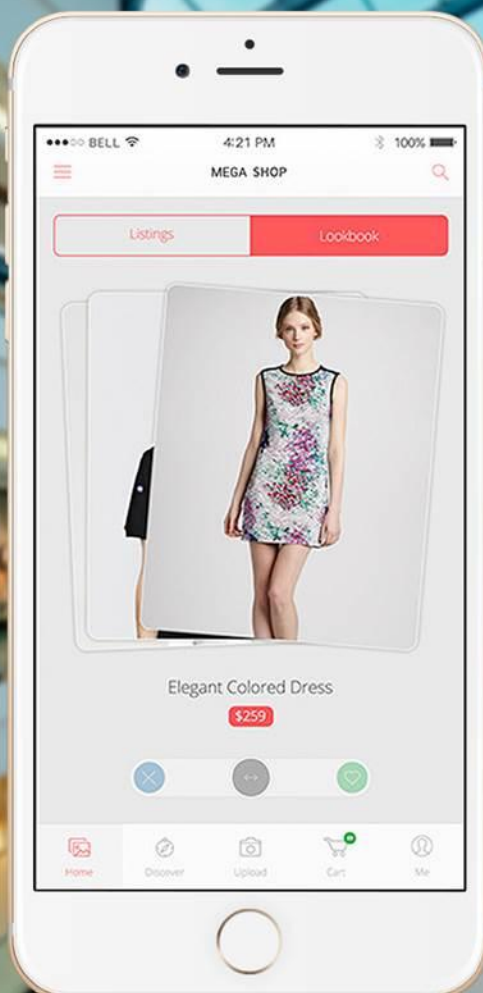 BELL 4:21 PM 100%
MEGA SHOP
Listings Lookbook
Elegant Colored Dress
$259
Home Discover Upload Cart Me